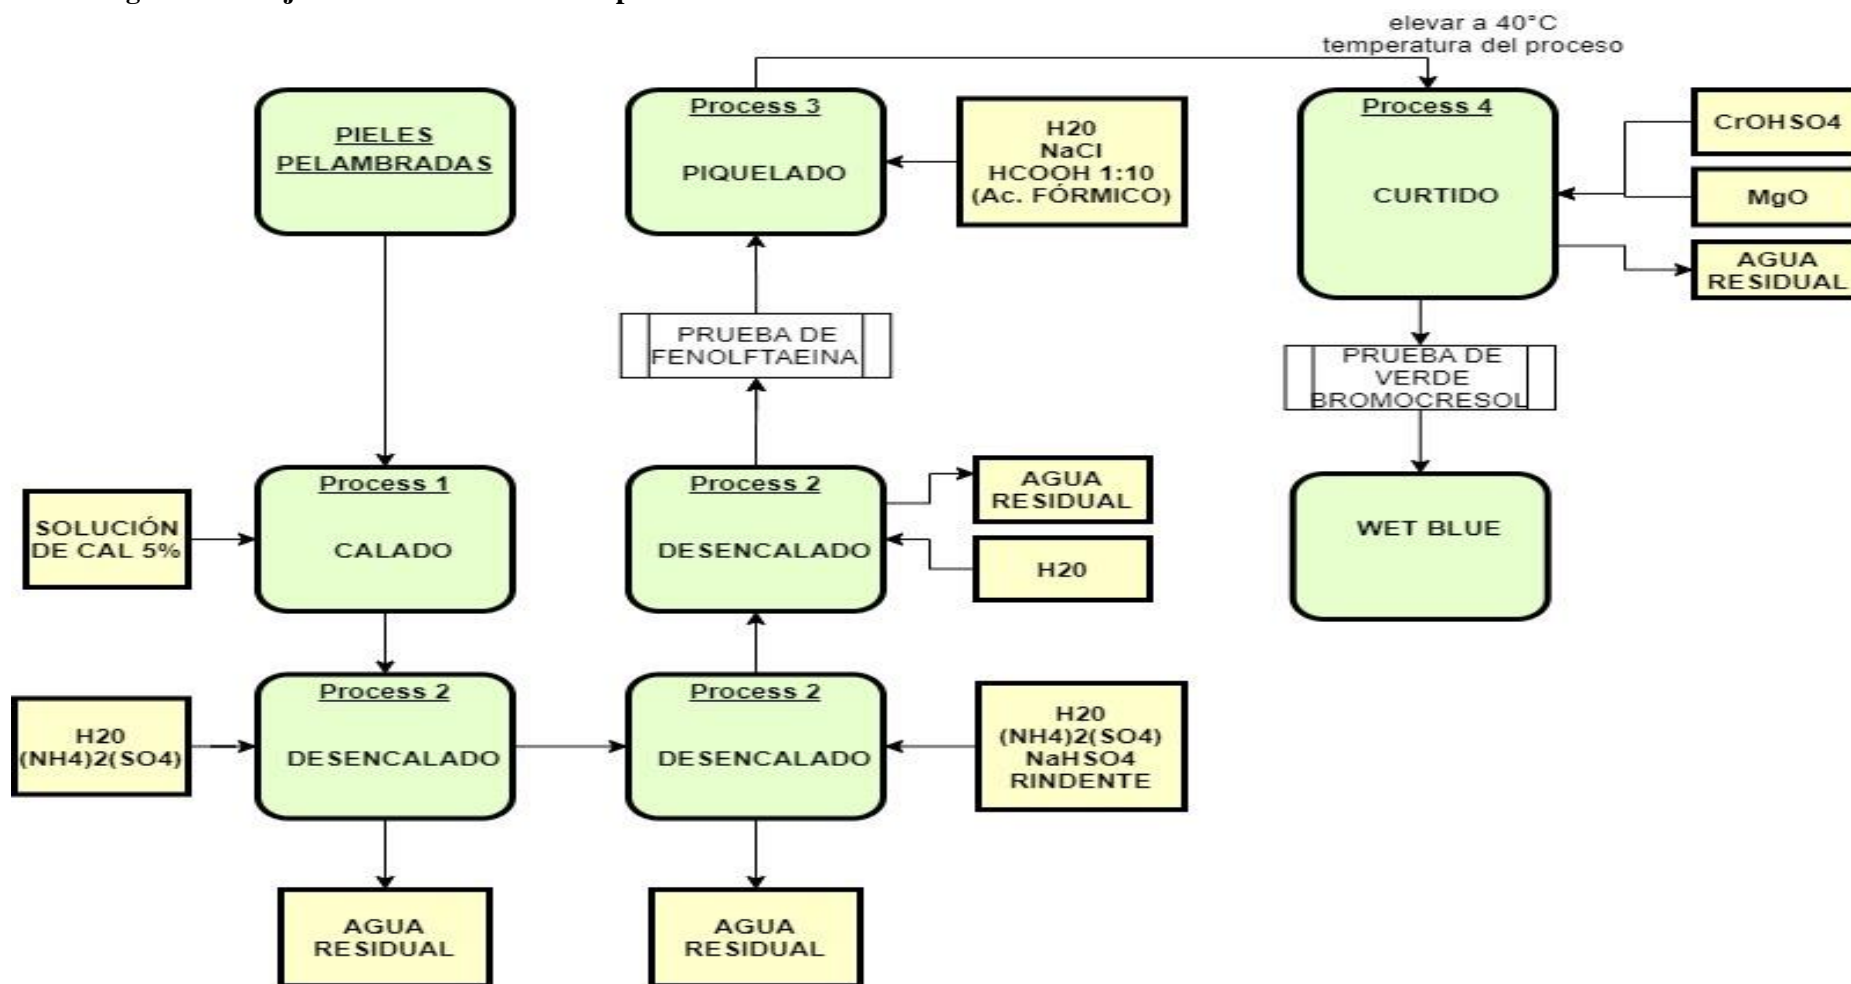 elevar a 40°C
temperatura del proceso
PIELES
PELAMBRADAS
Process 3
PIQUELADO
H20
NaCl
HCOOH 1:10
(Ac. FÓRMICO)
Process 4
CURTIDO
CrOHSO4
MgO
AGUA
RESIDUAL
PRUEBA DE
FENOLFTAEINA
PRUEBA DE
VERDE
BROMOCRESOL
SOLUCIÓN
DE CAL 5%
Process 1
CALADO
Process 2
DESENCALADO
AGUA
RESIDUAL
H20
WET BLUE
H20
(NH4)2(SO4)
Process 2
DESENCALADO
Process 2
DESENCALADO
H20
(NH4)2(SO4)
NaHSO4
RINDENTE
AGUA
RESIDUAL
AGUA
RESIDUAL